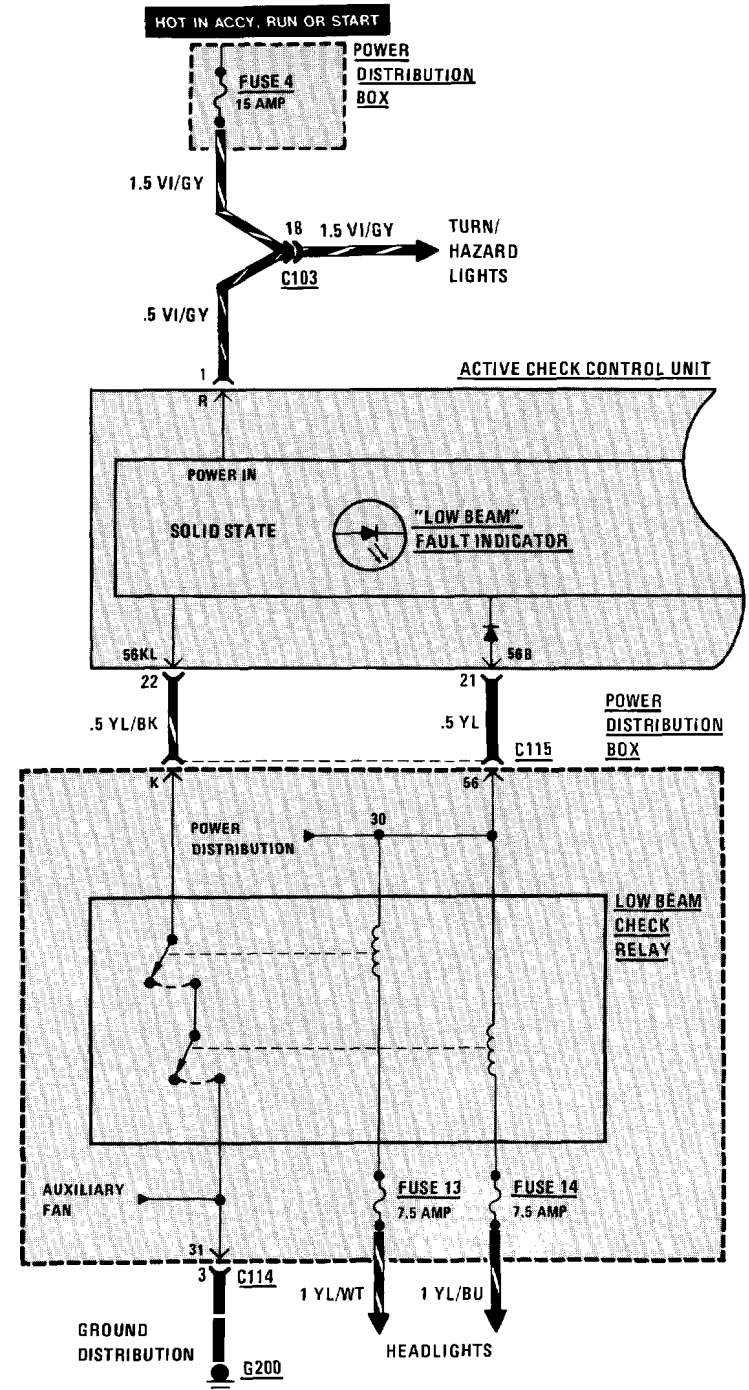 HOT IN ACCY, RUN OR START
POWER
DISTRIBUTION
BOX
FUSE 4
15 AMP
1.5 VI/GY
18
1.5 VI/GY
TURN/
HAZARD
LIGHTS
C103
.5 VI/GY
1
ACTIVE CHECK CONTROL UNIT
R
POWER IN
SOLID STATE
"LOW BEAM"
FAULT INDICATOR
56KL
56B
22
21
.5 YL/BK
.5 YL
POWER
DISTRIBUTION
BOX
C115
K
56
POWER
DISTRIBUTION
30
LOW BEAM
CHECK
RELAY
AUXILIARY
FAN
FUSE 13
7.5 AMP
FUSE 14
7.5 AMP
31
3
C114
1 YL/WT
1 YL/BU
GROUND
DISTRIBUTION
HEADLIGHTS
G200